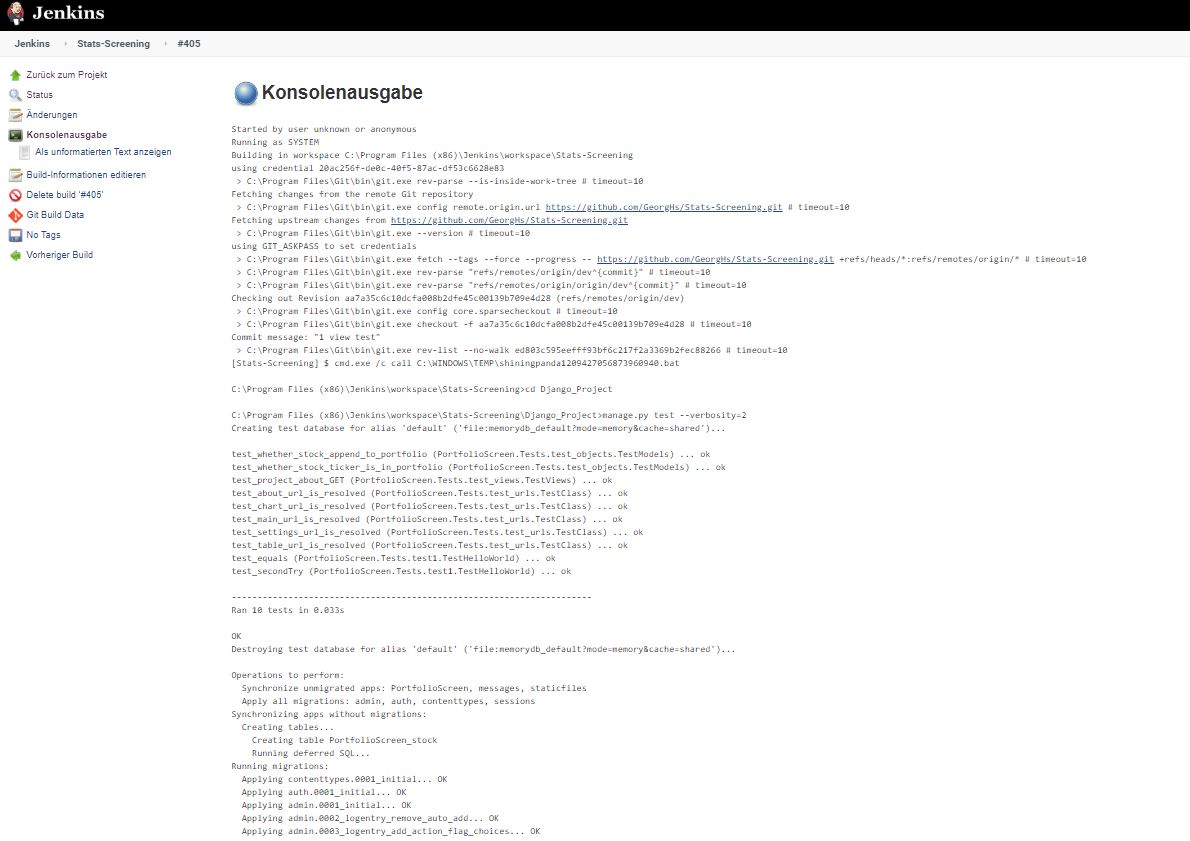 Jenkins
Jenkins › Stats-Screening › #405
Zurück zum Projekt
Status
Änderungen
Konsolenausgabe
Als unformatierten Text anzeigen
Build-Informationen editieren
Delete build '#405'
Git Build Data
No Tags
Vorheriger Build
Konsolenausgabe
Started by user unknown or anonymous
Running as SYSTEM
Building in workspace C:\Program Files (x86)\Jenkins\workspace\Stats-Screening
using credential 20ac256f-de0c-40f5-87ac-df53c6628e83
 > C:\Program Files\Git\bin\git.exe rev-parse --is-inside-work-tree # timeout=10
Fetching changes from the remote Git repository
 > C:\Program Files\Git\bin\git.exe config remote.origin.url https://github.com/GeorgHs/Stats-Screening.git # timeout=10
Fetching upstream changes from https://github.com/GeorgHs/Stats-Screening.git
 > C:\Program Files\Git\bin\git.exe --version # timeout=10
using GIT_ASKPASS to set credentials
 > C:\Program Files\Git\bin\git.exe fetch --tags --force --progress -- https://github.com/GeorgHs/Stats-Screening.git +refs/heads/*:refs/remotes/origin/* # timeout=10
 > C:\Program Files\Git\bin\git.exe rev-parse "refs/remotes/origin/dev^{commit}" # timeout=10
 > C:\Program Files\Git\bin\git.exe rev-parse "refs/remotes/origin/origin/dev^{commit}" # timeout=10
Checking out Revision aa7a35c6c10dcfa008b2dfe45c00139b709e4d28 (refs/remotes/origin/dev)
 > C:\Program Files\Git\bin\git.exe config core.sparsecheckout # timeout=10
 > C:\Program Files\Git\bin\git.exe checkout -f aa7a35c6c10dcfa008b2dfe45c00139b709e4d28 # timeout=10
Commit message: "1 view test"
 > C:\Program Files\Git\bin\git.exe rev-list --no-walk ed803c595eefff93bf6c217f2a3369b2fec88266 # timeout=10
[Stats-Screening] $ cmd.exe /c call C:\WINDOWS\TEMP\shiningpanda1209427056873960940.bat
C:\Program Files (x86)\Jenkins\workspace\Stats-Screening>cd Django_Project
C:\Program Files (x86)\Jenkins\workspace\Stats-Screening\Django_Project>manage.py test --verbosity=2
Creating test database for alias 'default' ('file:memorydb_default?mode=memory&cache=shared')...
test_whether_stock_append_to_portfolio (PortfolioScreen.Tests.test_objects.TestModels) ... ok
test_whether_stock_ticker_is_in_portfolio (PortfolioScreen.Tests.test_objects.TestModels) ... ok
test_project_about_GET (PortfolioScreen.Tests.test_views.TestViews) ... ok
test_about_url_is_resolved (PortfolioScreen.Tests.test_urls.TestClass) ... ok
test_chart_url_is_resolved (PortfolioScreen.Tests.test_urls.TestClass) ... ok
test_main_url_is_resolved (PortfolioScreen.Tests.test_urls.TestClass) ... ok
test_settings_url_is_resolved (PortfolioScreen.Tests.test_urls.TestClass) ... ok
test_table_url_is_resolved (PortfolioScreen.Tests.test_urls.TestClass) ... ok
test_equals (PortfolioScreen.Tests.test1.TestHelloWorld) ... ok
test_secondTry (PortfolioScreen.Tests.test1.TestHelloWorld) ... ok
----------------------------------------------------------------------
Ran 10 tests in 0.033s
OK
Destroying test database for alias 'default' ('file:memorydb_default?mode=memory&cache=shared')...
Operations to perform:
  Synchronize unmigrated apps: PortfolioScreen, messages, staticfiles
  Apply all migrations: admin, auth, contenttypes, sessions
Synchronizing apps without migrations:
  Creating tables...
    Creating table PortfolioScreen_stock
    Running deferred SQL...
Running migrations:
  Applying contenttypes.0001_initial... OK
  Applying auth.0001_initial... OK
  Applying admin.0001_initial... OK
  Applying admin.0002_logentry_remove_auto_add... OK
  Applying admin.0003_logentry_add_action_flag_choices... OK